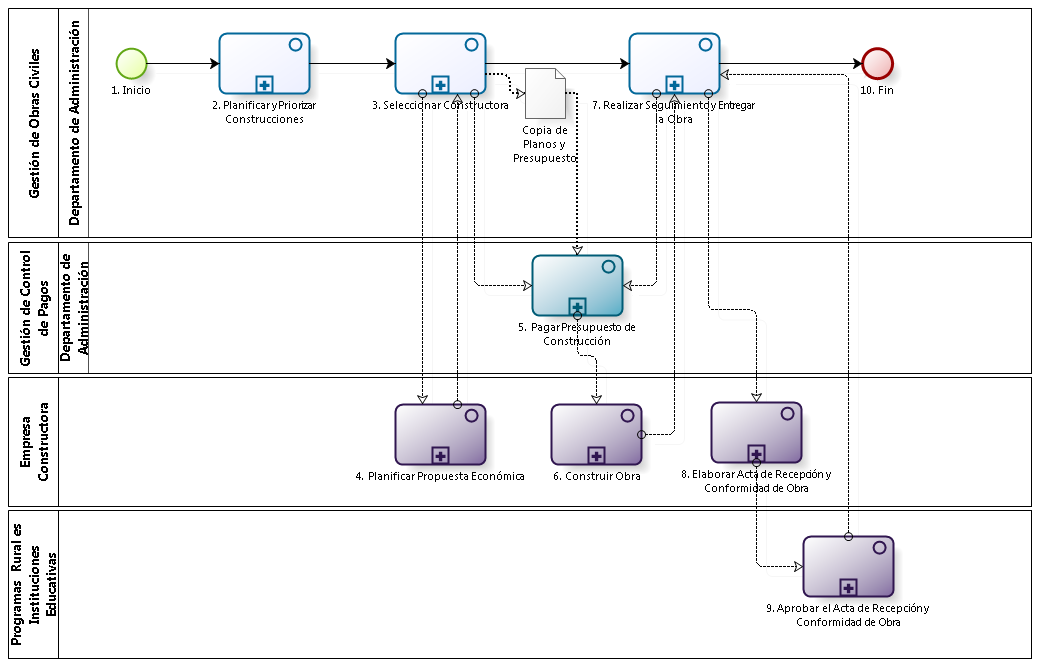 Gestión de Obras Civiles
Departamento de Administración
1. Inicio
2. Planificar y Priorizar
Construcciones
3. Seleccionar Constructora
Copia de
Planos y
Presupuesto
7. Realizar Seguimiento y Entregar
a Obra
10. Fin
Gestión de Control
de Pagos
Departamento de
Administración
5. Pagar Presupuesto de
Construcción
Empresa
Constructora
4. Planificar Propuesta Económica
6. Construir Obra
8. Elaborar Acta de Recepción y
Conformidad de Obra
Programas Rurales
Instituciones
Educativas
9. Aprobar el Acta de Recepción y
Conformidad de Obra